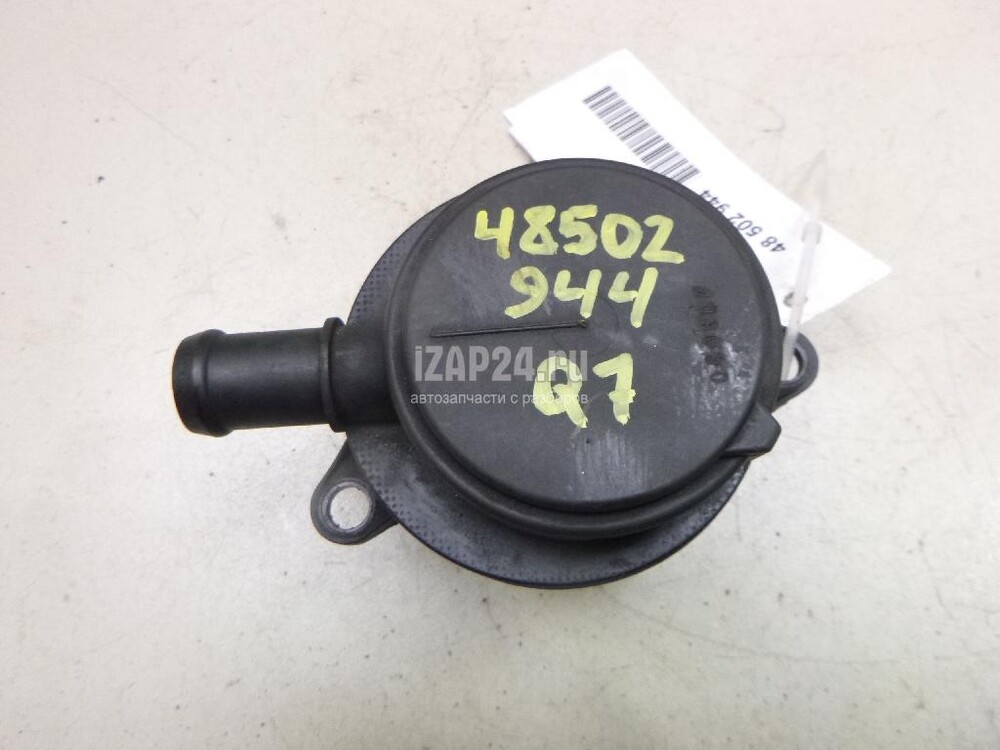 48502
944
Q7
iZAP24.ru
автозапчасти с разборов
48 502 944